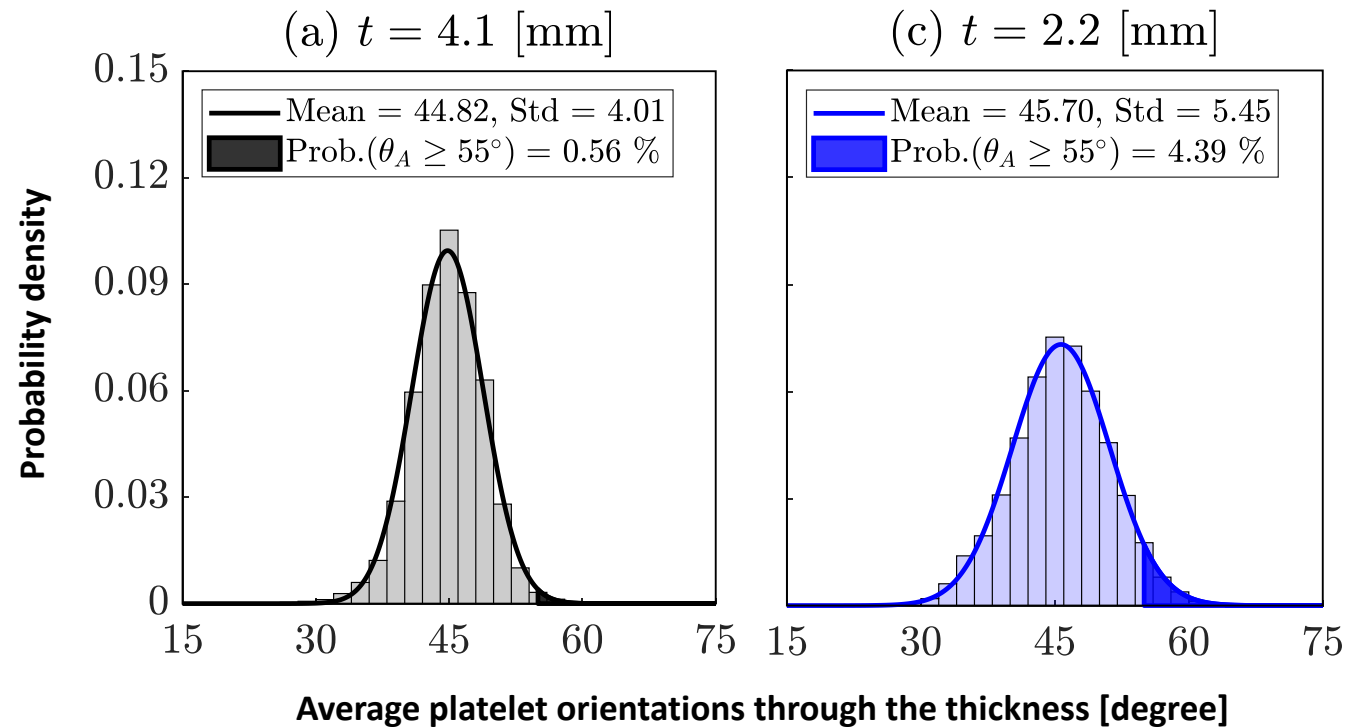 (a) t = 4.1 [mm]
Mean = 44.82, Std = 4.01
Prob.(θ_A ≥ 55°) = 0.56 %
0.15
0.12
0.09
0.06
0.03
0
15 30 45 60 75
Probability density
(c) t = 2.2 [mm]
Mean = 45.70, Std = 5.45
Prob.(θ_A ≥ 55°) = 4.39 %
15 30 45 60 75
Average platelet orientations through the thickness [degree]